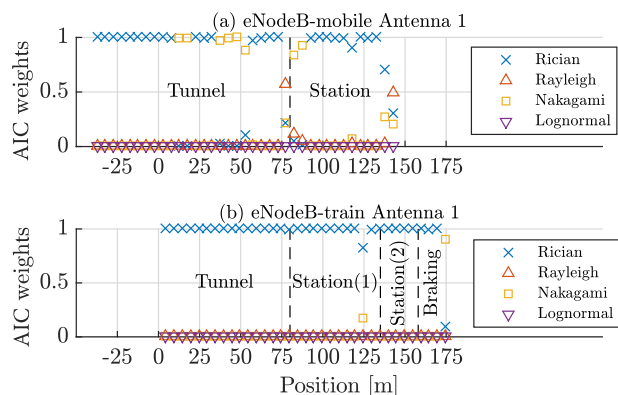 (a) eNodeB-mobile Antenna 1
AIC weights
1
0.5
0
Tunnel
Station
Rician
Rayleigh
Nakagami
Lognormal
-25 0 25 50 75 100 125 150 175
(b) eNodeB-train Antenna 1
AIC weights
1
0.5
0
Tunnel
Station(1)
Station(2)
Braking
Rician
Rayleigh
Nakagami
Lognormal
-25 0 25 50 75 100 125 150 175
Position [m]